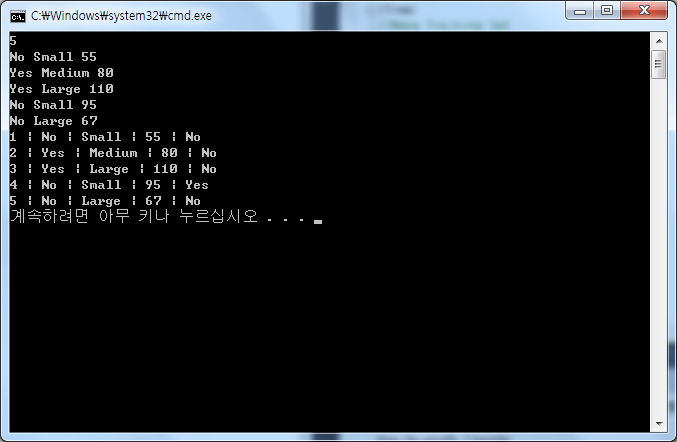 C:₩Windows₩system32₩cmd.exe
5
No Small 55
Yes Medium 80
Yes Large 110
No Small 95
No Large 67
1 | No | Small | 55 | No
2 | Yes | Medium | 80 | No
3 | Yes | Large | 110 | No
4 | No | Small | 95 | Yes
5 | No | Large | 67 | No
계속하려면 아무 키나 누르십시오 . . .